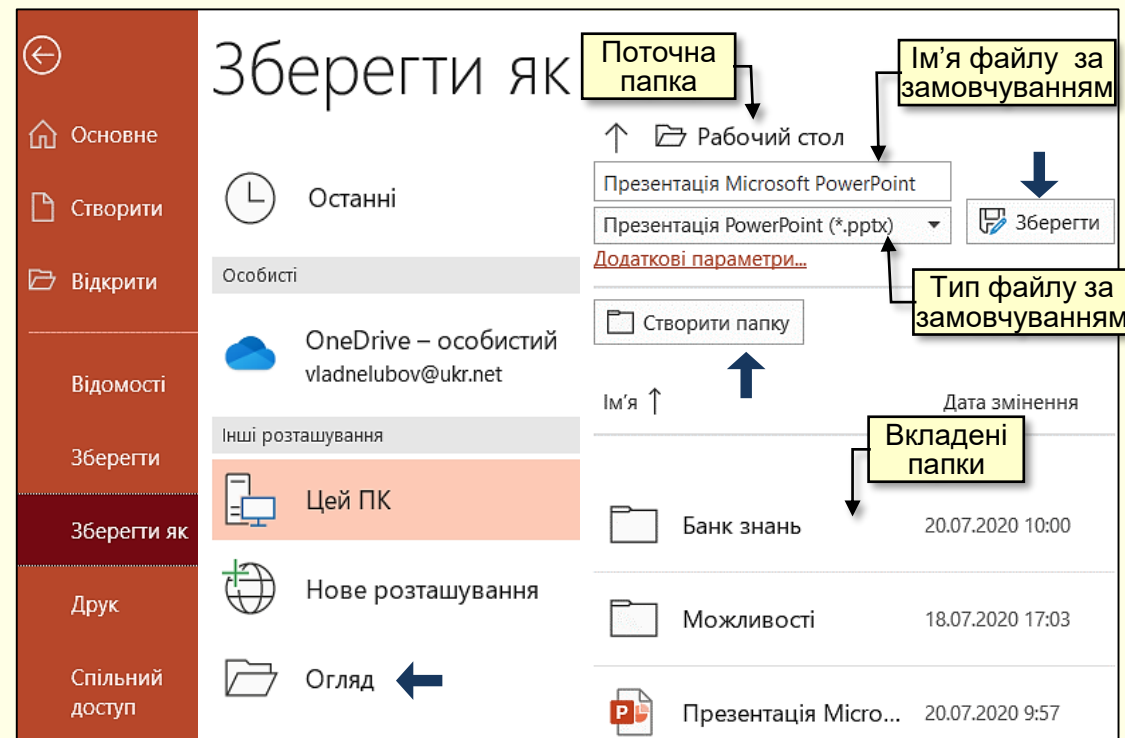 Зберегти як
Поточна
папка
Ім’я файлу за
замовчуванням
Основне
Створити
Відкрити
Відомості
Зберегти
Зберегти як
Друк
Спільний
доступ
Останні
Особисті
OneDrive – особистий
vladnelubov@ukr.net
Інші розташування
Цей ПК
Нове розташування
Огляд
Рабочий стол
Презентація Microsoft PowerPoint
Презентація PowerPoint (*.pptx)
Зберегти
Додаткові параметри...
Тип файлу за
замовчуванням
Створити папку
Ім'я Дата змінення
Вкладені
папки
Банк знань 20.07.2020 10:00
Можливості 18.07.2020 17:03
Презентація Micro... 20.07.2020 9:57